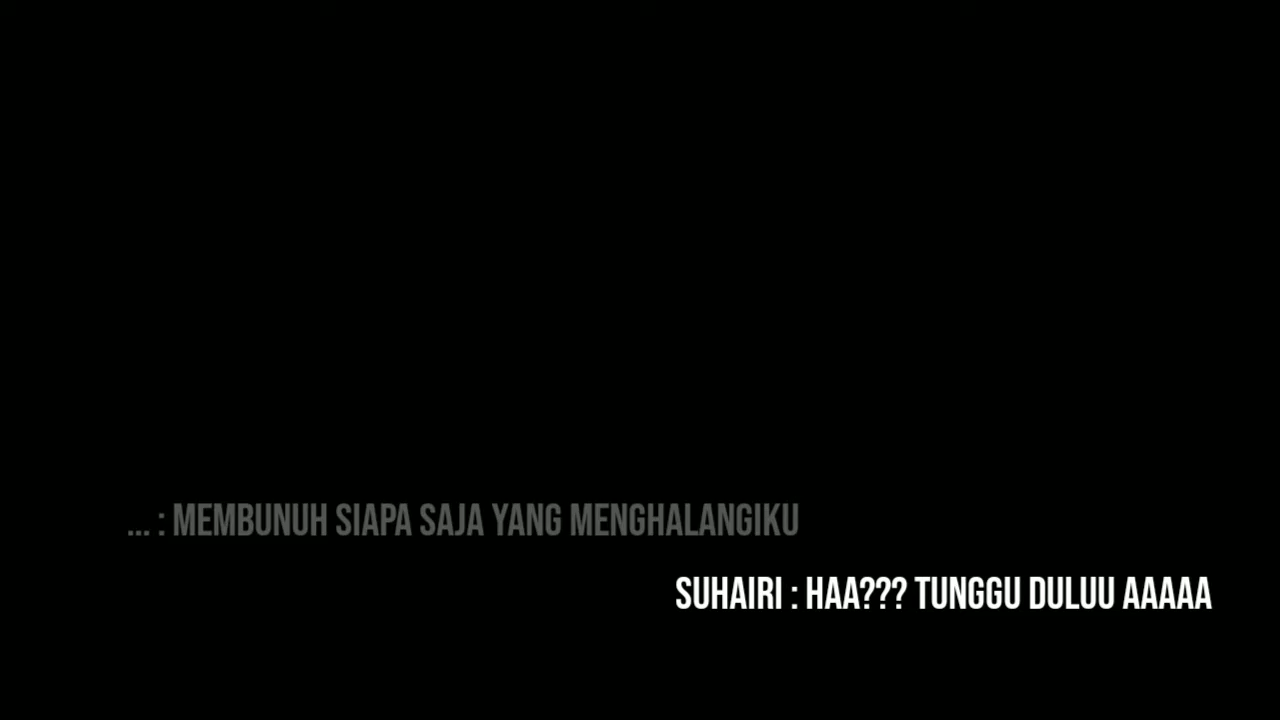 ... : MEMBUNUH SIAPA SAJA YANG MENGHALANGIKU
SUHAIRI : HAA??? TUNGGU DULUU AAAAA